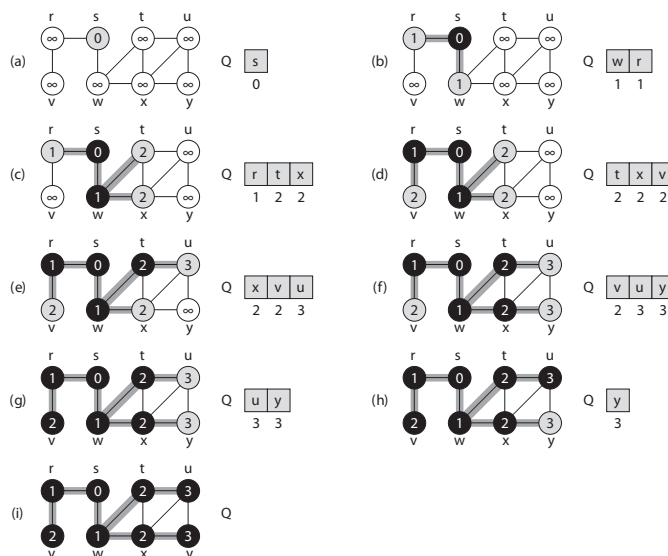 r s t u
∞ 0 ∞ ∞
(a) Q s
∞ ∞ ∞ ∞ 0
v w x y
r s t u
1 0 ∞ ∞
(b) Q w r
∞ 1 ∞ ∞ 1 1
v w x y
r s t u
1 0 2 ∞
(c) Q r t x
∞ 1 2 ∞ 1 2 2
v w x y
r s t u
1 0 2 ∞
(d) Q t x v
2 1 2 ∞ 2 2 2
v w x y
r s t u
1 0 2 3
(e) Q x v u
2 1 2 ∞ 2 2 3
v w x y
r s t u
1 0 2 3
(f) Q v u y
2 1 2 3 2 3 3
v w x y
r s t u
1 0 2 3
(g) Q u y
2 1 2 3 3 3
v w x y
r s t u
1 0 2 3
(h) Q y
2 1 2 3 3
v w x y
r s t u
1 0 2 3
(i) Q
2 1 2 3
v w x y